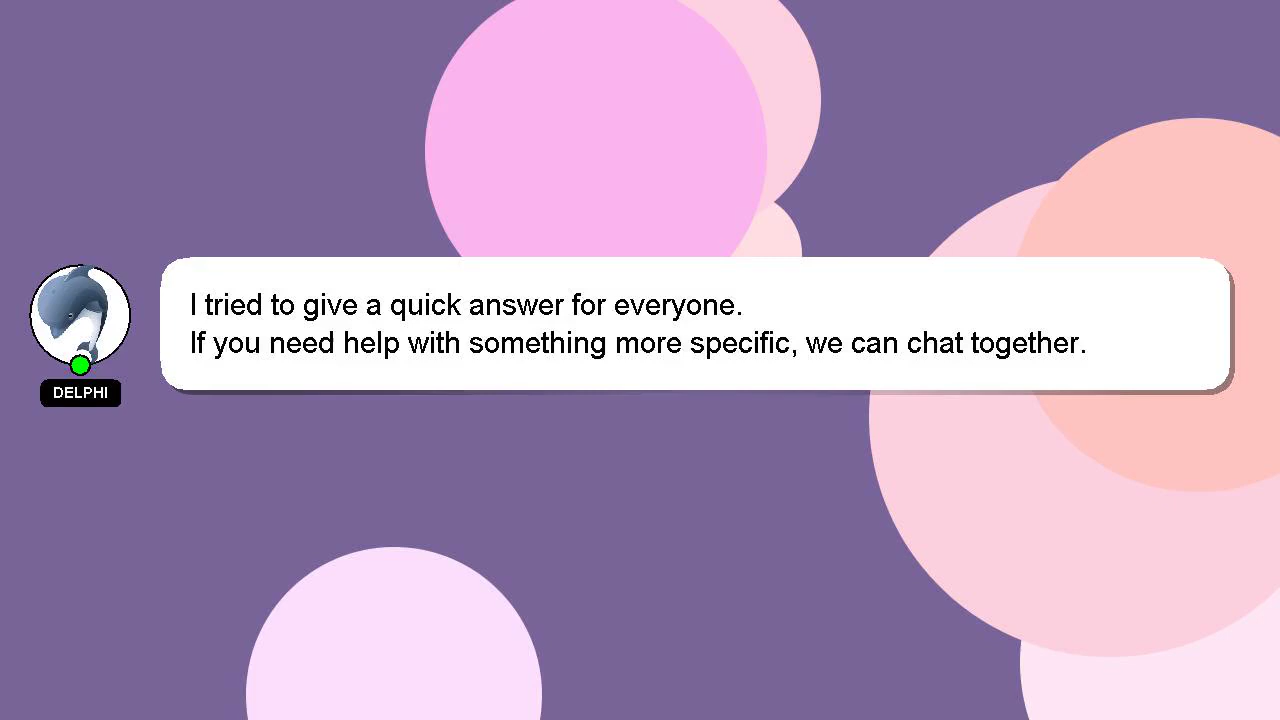 I tried to give a quick answer for everyone.
If you need help with something more specific, we can chat together.
DELPHI